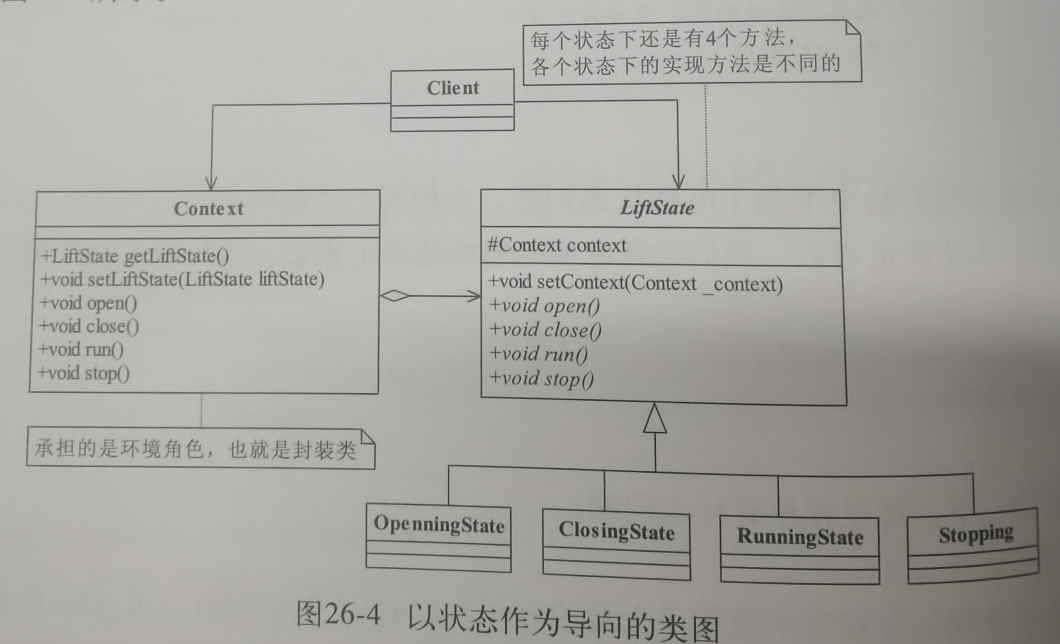 每个状态下还是有4个方法，
各个状态下的实现方法是不同的
Client
Context
+LiftState getLiftState()
+void setLiftState(LiftState liftState)
+void open()
+void close()
+void run()
+void stop()
LiftState
#Context context
+void setContext(Context _context)
+void open()
+void close()
+void run()
+void stop()
承担的是环境角色，也就是封装类
OpenningState
ClosingState
RunningState
Stopping
图26-4 以状态作为导向的类图